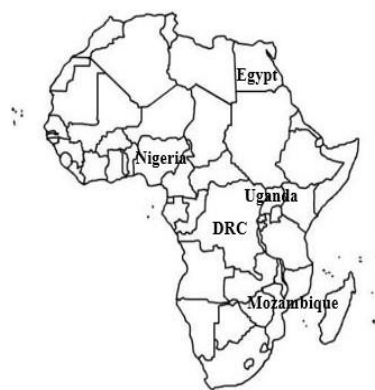 Egypt
Nigeria
Uganda
DRC
Mozambique